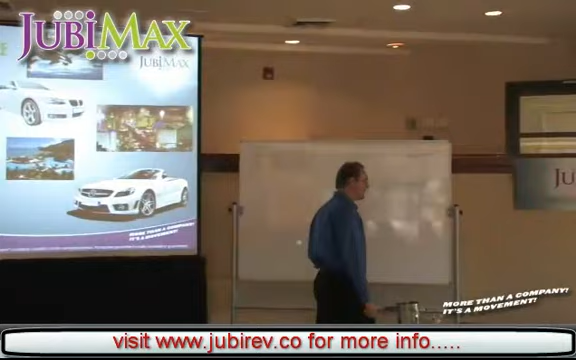 JUBIMAX
JUBIMAX
MORE THAN A COMPANY!
IT'S A MOVEMENT!
JU
MORE THAN A COMPANY!
IT'S A MOVEMENT!
visit www.jubirev.co for more info.....